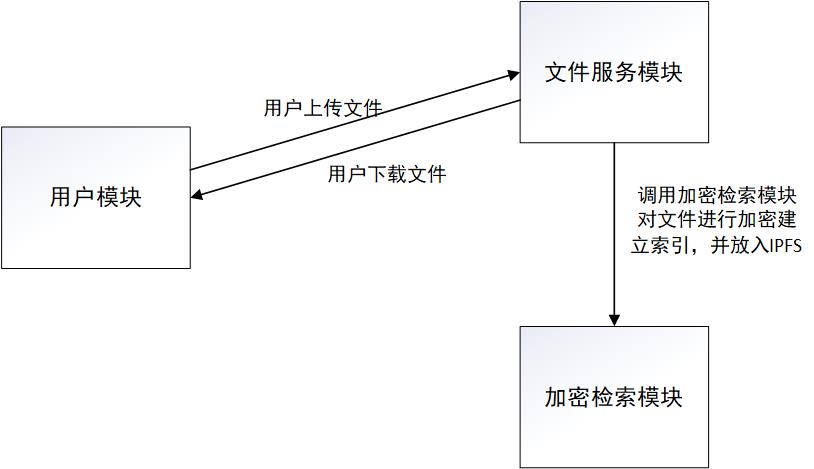 文件服务模块
用户上传文件
用户下载文件
用户模块
调用加密检索模块
对文件进行加密建
立索引，并放入IPFS
加密检索模块